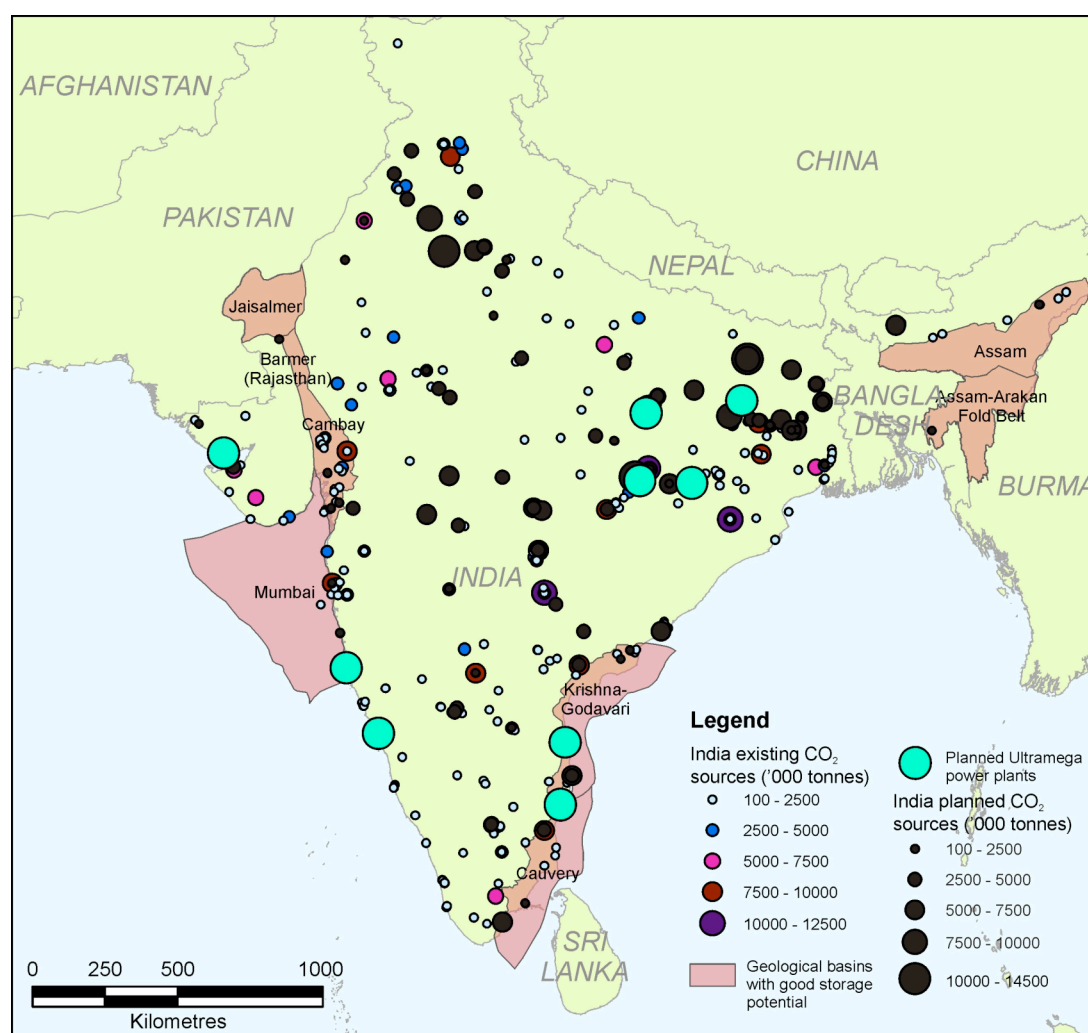 AFGHANISTAN
CHINA
PAKISTAN
NEPAL
Jaisalmer
Barmer
(Rajasthan)
Assam
BANGLA
DESH
Assam-Arakan
Fold Belt
Cambay
BURMA
INDIA
Mumbai
Krishna-
Godavari
Cauvery
SRI
LANKA
Legend
India existing CO₂
sources ('000 tonnes)
100 - 2500
2500 - 5000
5000 - 7500
7500 - 10000
10000 - 12500
Geological basins
with good storage
potential
Planned Ultramega
power plants
India planned CO₂
sources ('000 tonnes)
100 - 2500
2500 - 5000
5000 - 7500
7500 - 10000
10000 - 14500
0 250 500 1000
Kilometres